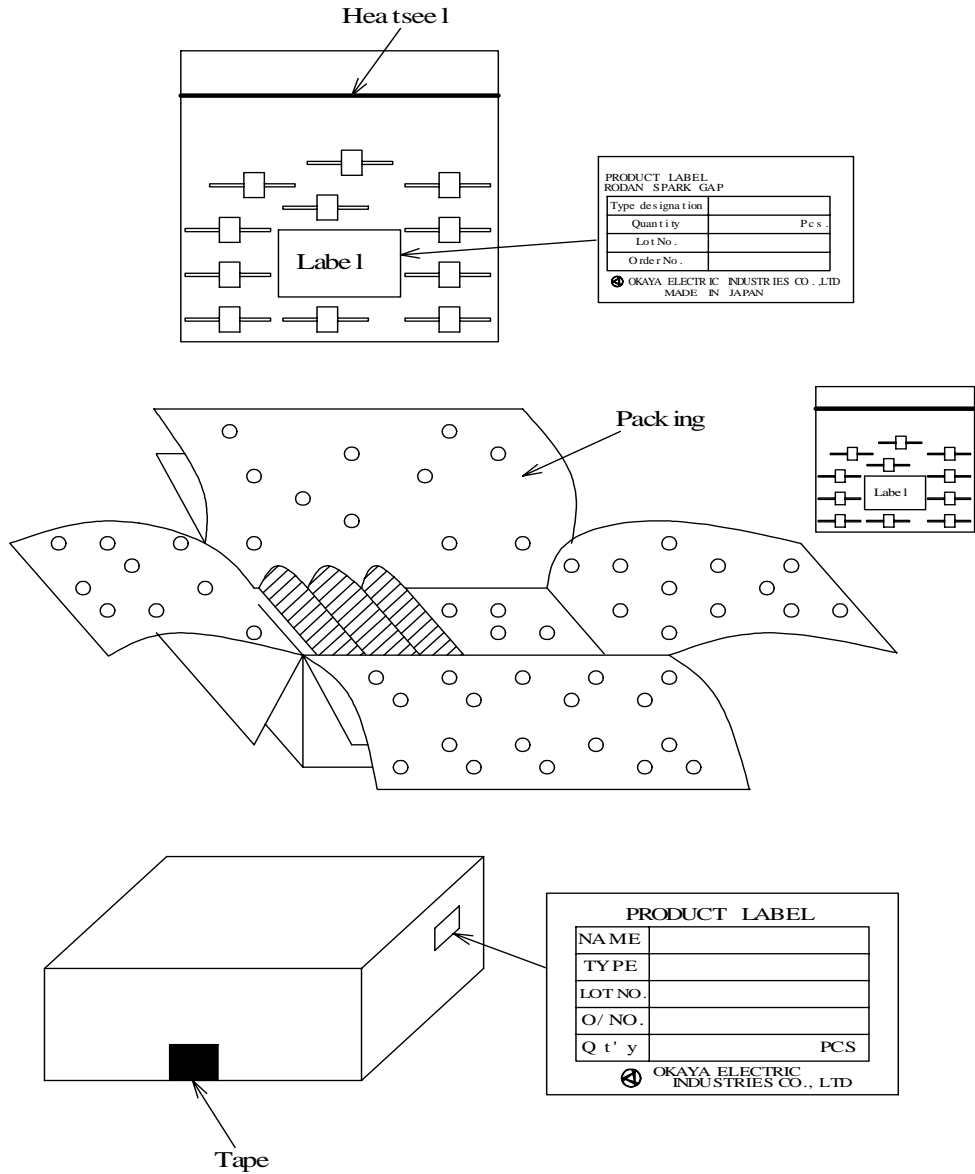 Heatseel
PRODUCT LABEL
RODAN SPARK GAP
Type designation
Quantity Pcs.
Lot No.
Order No.
OKAYA ELECTRIC INDUSTRIES CO.,LTD
MADE IN JAPAN
Label
Packing
Label
PRODUCT LABEL
NAME
TYPE
LOT NO.
O/NO.
Qt'y PCS
OKAYA ELECTRIC
INDUSTRIES CO., LTD
Tape